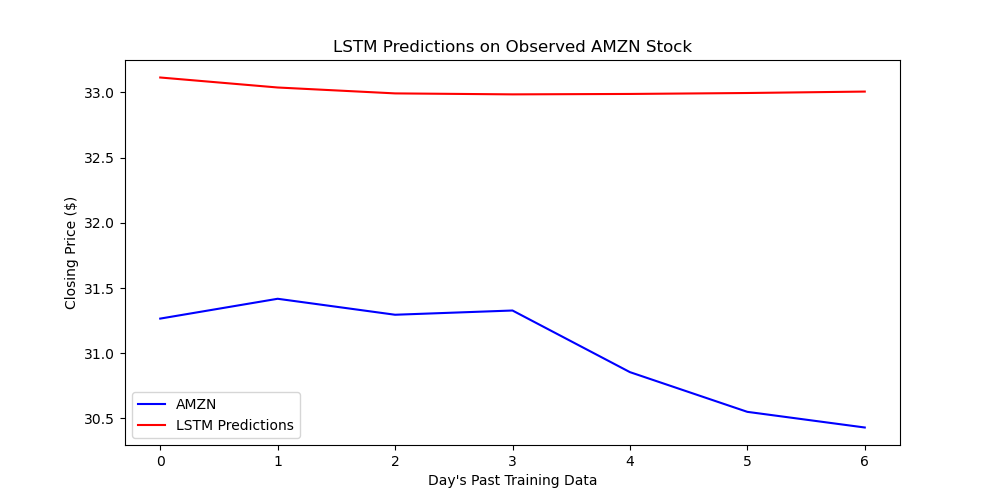 LSTM Predictions on Observed AMZN Stock
Closing Price ($)
33.0
32.5
32.0
31.5
31.0
30.5
AMZN
LSTM Predictions
0 1 2 3 4 5 6
Day's Past Training Data